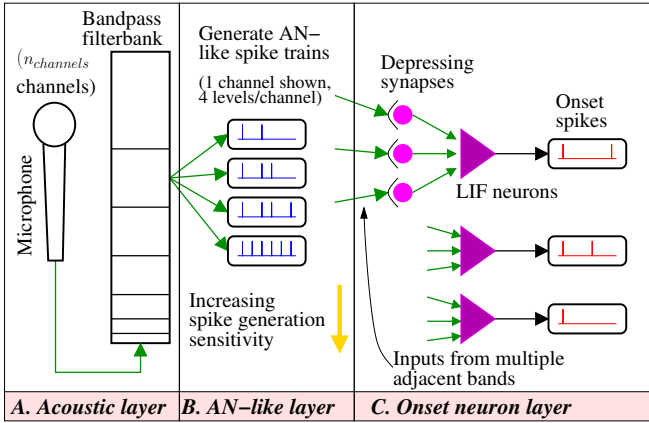 Bandpass
filterbank
(n_channels
channels)
Microphone
Generate AN−
like spike trains
(1 channel shown,
4 levels/channel)
Increasing
spike generation
sensitivity
Depressing
synapses
Onset
spikes
LIF neurons
Inputs from multiple
adjacent bands
A. Acoustic layer
B. AN−like layer
C. Onset neuron layer